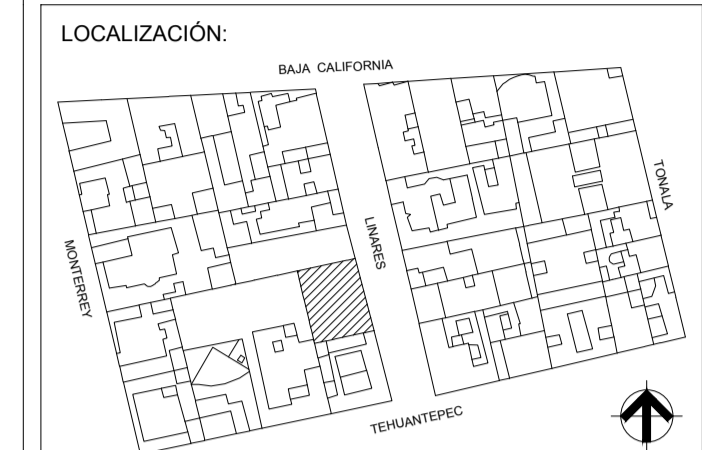 LOCALIZACIÓN:
BAJA CALIFORNIA
TONALA
LINARES
MONTERREY
TEHUANTEPEC